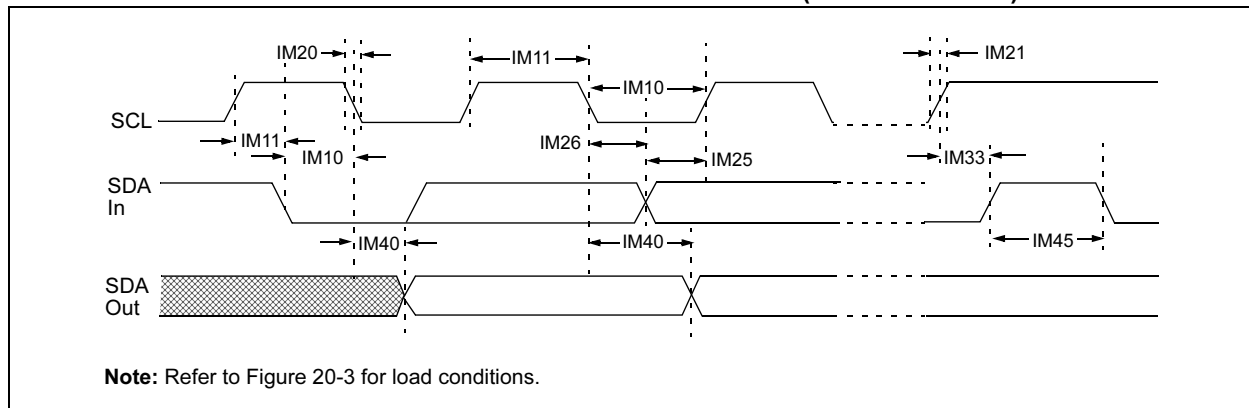 IM20
IM11
IM21
IM10
SCL
IM11
IM26
IM10
IM25
IM33
SDA
In
IM40
IM40
IM45
SDA
Out
Note: Refer to Figure 20-3 for load conditions.